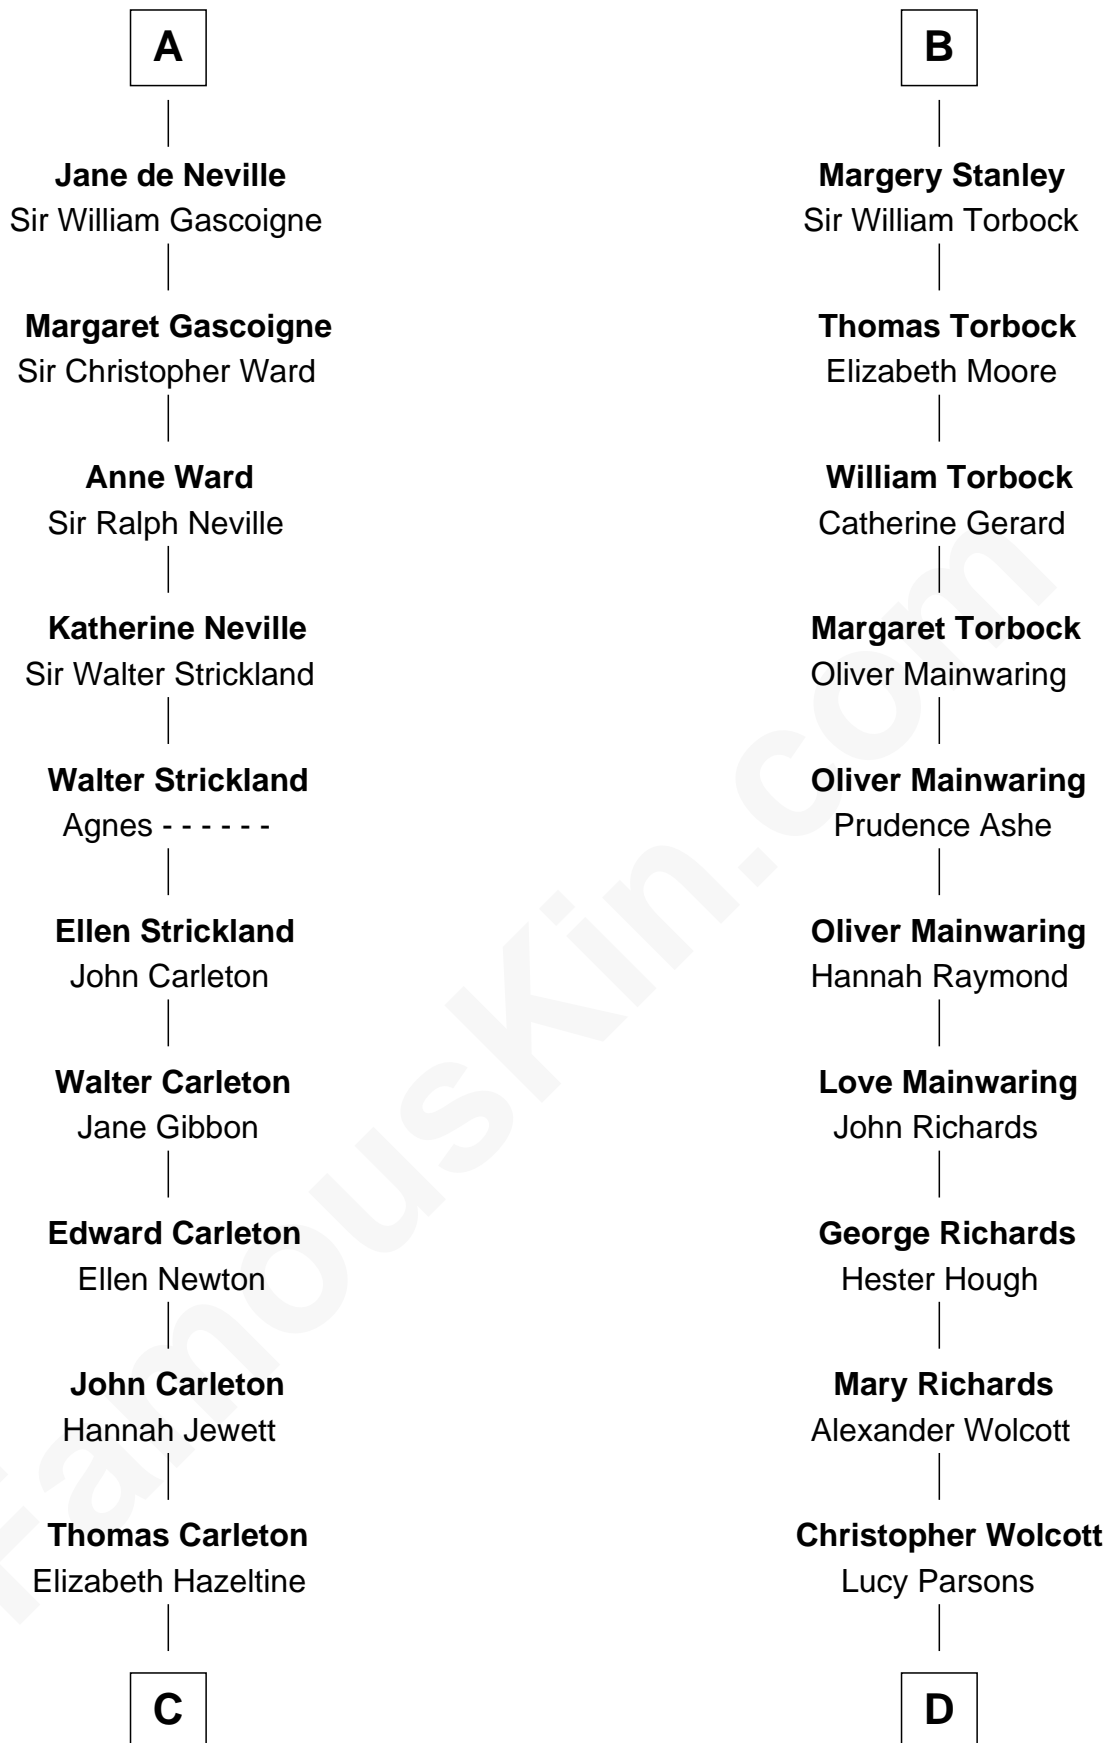 A
Jane de Neville
Sir William Gascoigne
Margaret Gascoigne
Sir Christopher Ward
Anne Ward
Sir Ralph Neville
Katherine Neville
Sir Walter Strickland
Walter Strickland
Agnes - - - - - -
Ellen Strickland
John Carleton
Walter Carleton
Jane Gibbon
Edward Carleton
Ellen Newton
John Carleton
Hannah Jewett
Thomas Carleton
Elizabeth Hazeltine
C
B
Margery Stanley
Sir William Torbock
Thomas Torbock
Elizabeth Moore
William Torbock
Catherine Gerard
Margaret Torbock
Oliver Mainwaring
Oliver Mainwaring
Prudence Ashe
Oliver Mainwaring
Hannah Raymond
Love Mainwaring
John Richards
George Richards
Hester Hough
Mary Richards
Alexander Wolcott
Christopher Wolcott
Lucy Parsons
D
FamousKin.com